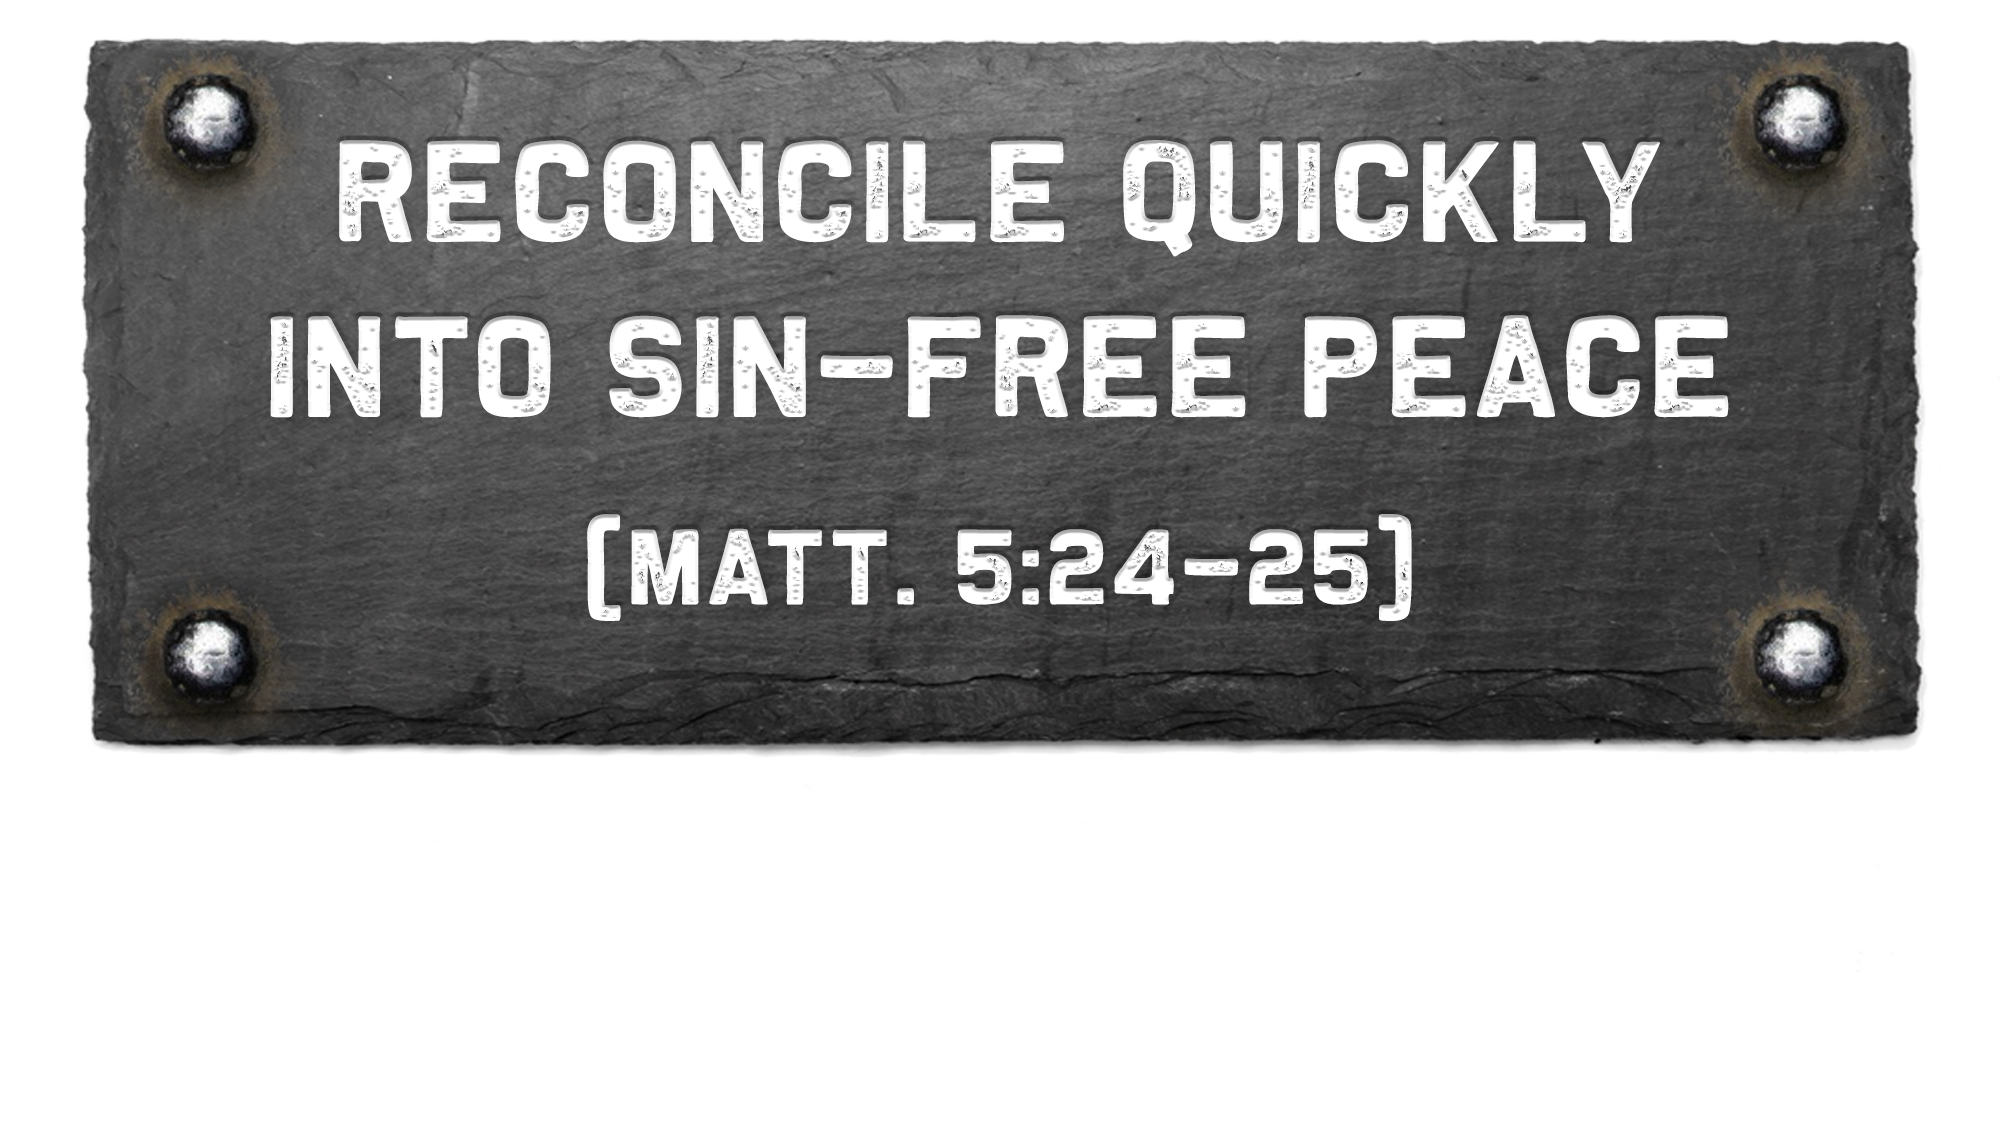 RECONCILE QUICKLY
INTO SIN-FREE PEACE
[MATT. 5:24-25]